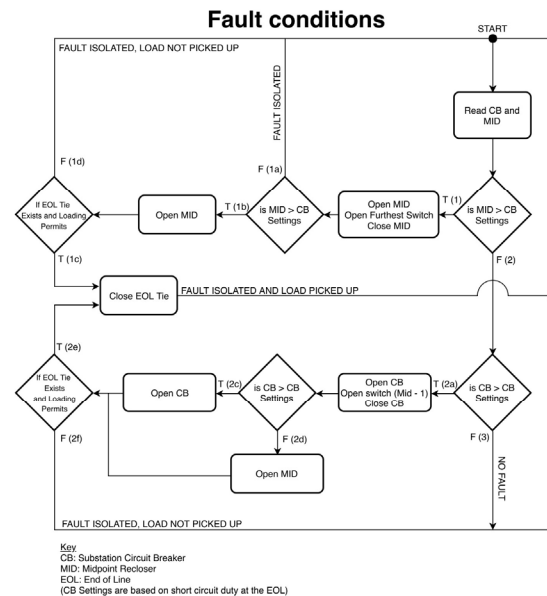 Fault conditions
START
FAULT ISOLATED, LOAD NOT PICKED UP
FAULT ISOLATED
Read CB and
MID
F (1d)
F (1a)
If EOL Tie
Exists and Loading
Permits
Open MID
T (1b)
is MID > CB
Settings
Open MID
Open Furthest Switch
Close MID
T (1)
is MID > CB
Settings
T (1c)
F (2)
Close EOL Tie
FAULT ISOLATED AND LOAD PICKED UP
T (2e)
If EOL Tie
Exists
and Loading
Permits
Open CB
T (2c)
is CB > CB
Settings
Open CB
Open switch (Mid - 1)
Close CB
T (2a)
is CB > CB
Settings
F (2f)
F (2d)
F (3)
Open MID
NO FAULT
FAULT ISOLATED, LOAD NOT PICKED UP
Key
CB: Substation Circuit Breaker
MID: Midpoint Recloser
EOL: End of Line
(CB Settings are based on short circuit duty at the EOL)